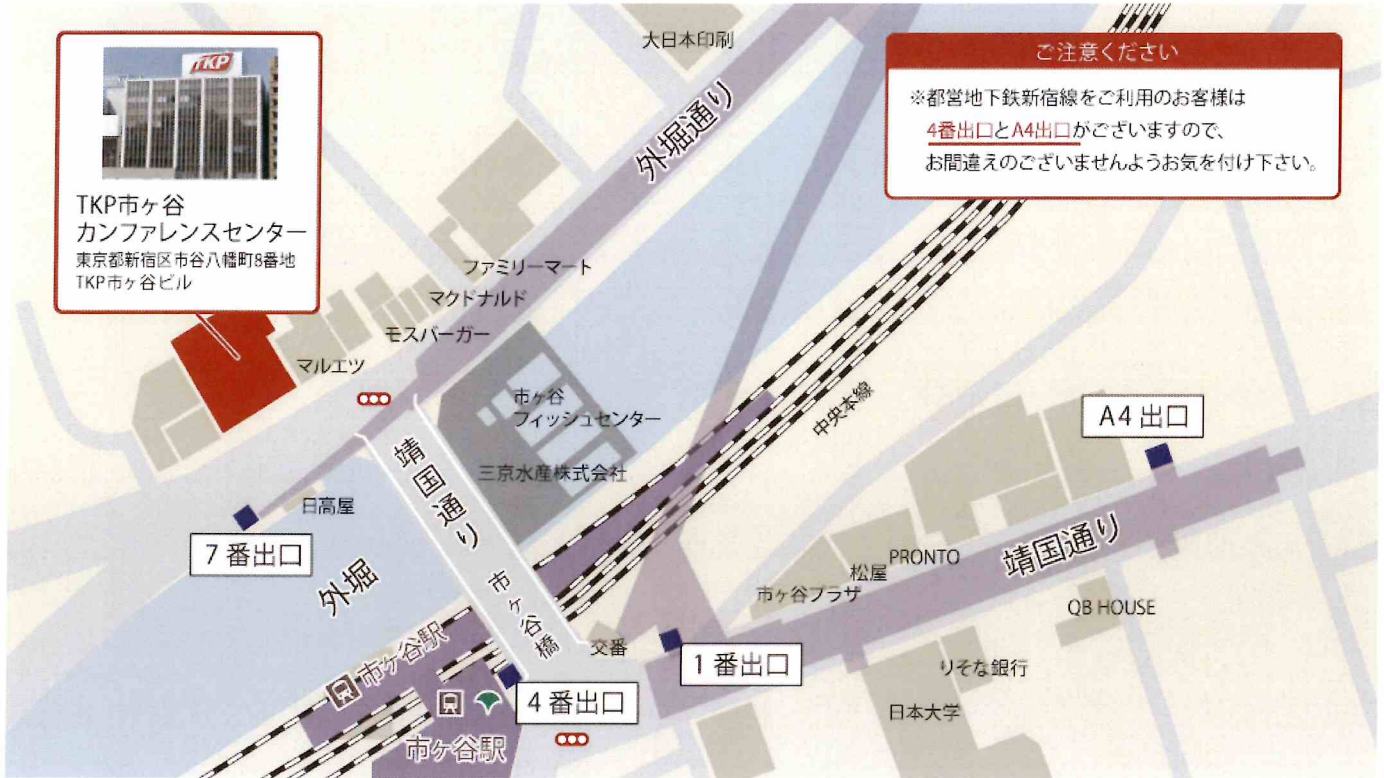 TKP
TKP市ヶ谷
カンファレンスセンター
東京都新宿区市谷八幡町8番地
TKP市ヶ谷ビル
大日本印刷
ご注意ください
※都営地下鉄新宿線をご利用のお客様は
4番出口とA4出口がございますので、
お間違えのございませんようお気を付け下さい。
外堀通り
ファミリーマート
マクドナルド
モスバーガー
マルエツ
市ヶ谷
フィッシュセンター
中央本線
A4 出口
靖国通り
三京水産株式会社
日高屋
7 番出口
外堀
市ヶ谷橋
PRONTO
松屋
市ヶ谷プラザ
靖国通り
QB HOUSE
交番
1 番出口
りそな銀行
市ヶ谷駅
4 番出口
日本大学
市ヶ谷駅